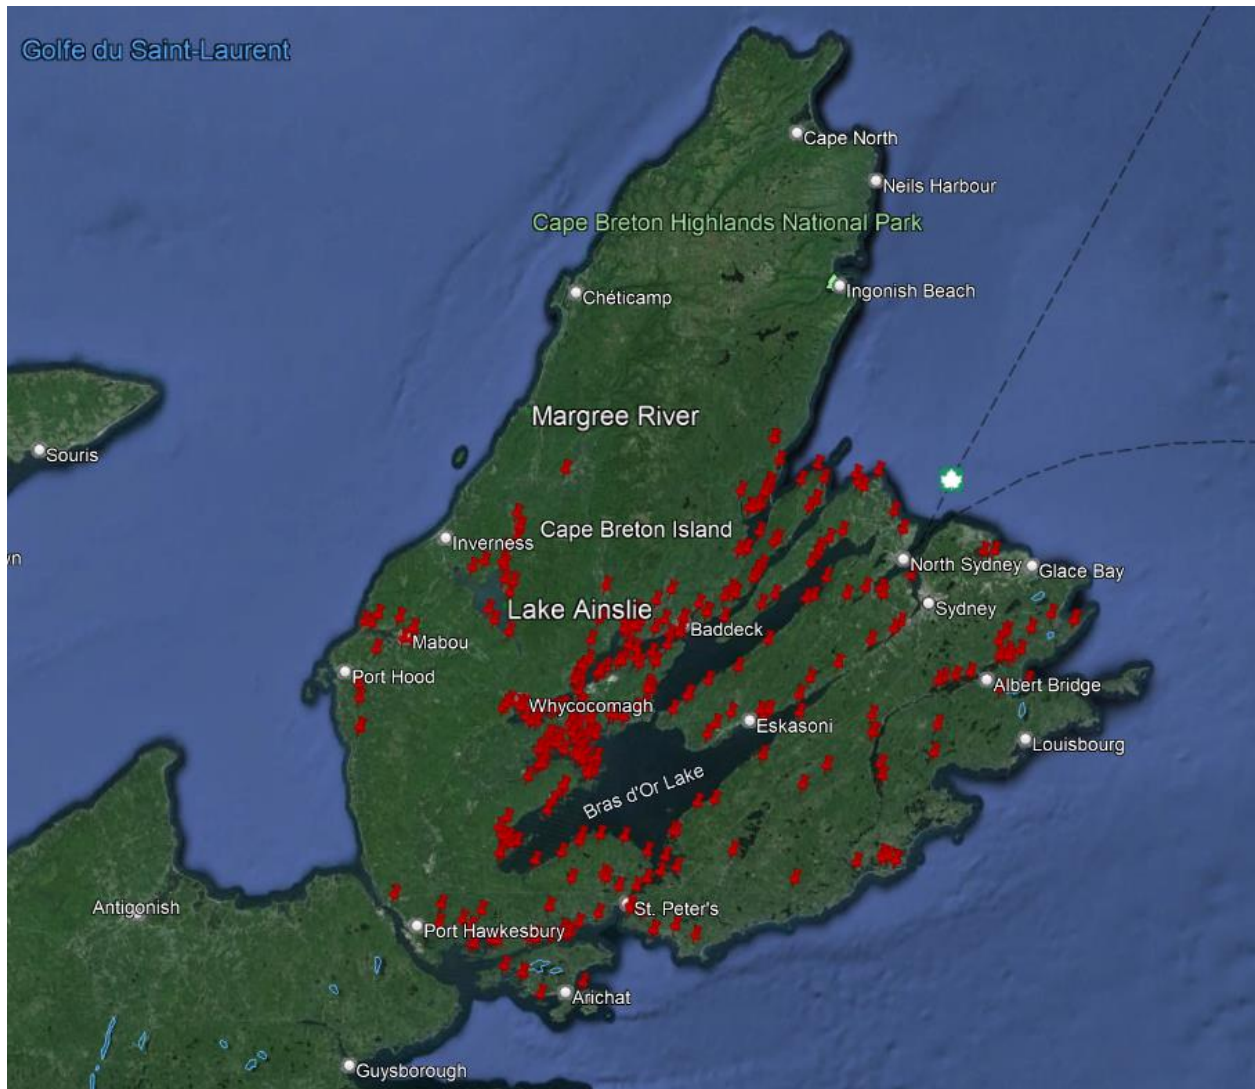 Golfe du Saint-Laurent
Cape North
Neils Harbour
Cape Breton Highlands National Park
Ingonish Beach
Chéticamp
Margree River
Souris
Cape Breton Island
Inverness
yn
North Sydney
Glace Bay
Lake Ainslie
Sydney
Baddeck
Mabou
Port Hood
Albert Bridge
Whycocomagh
Eskasoni
Louisbourg
Bras d'Or Lake
Antigonish
St. Peter's
Port Hawkesbury
Arichat
Guysborough